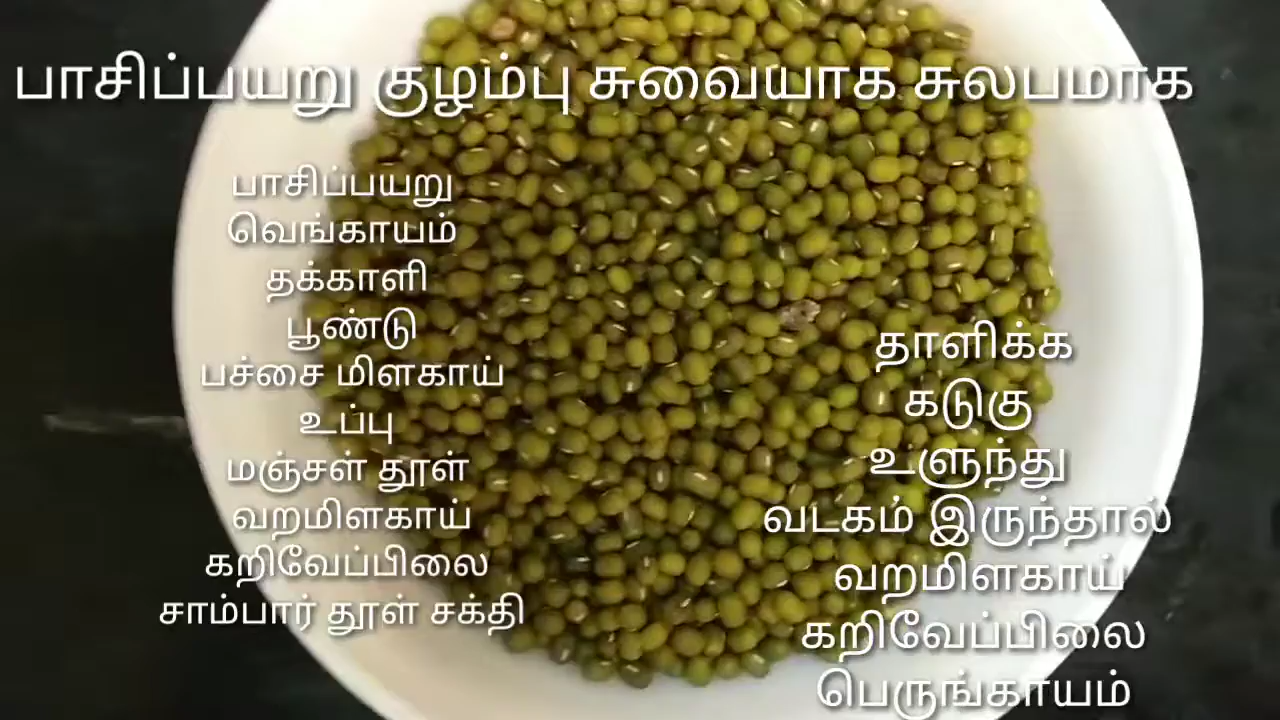 பாசிப்பயறு குழம்பு சுவையாக சுலபமாக
பாசிப்பயறு
வெங்காயம்
தக்காளி
பூண்டு
பச்சை மிளகாய்
உப்பு
மஞ்சள் தூள்
வறமிளகாய்
கறிவேப்பிலை
சாம்பார் தூள் சக்தி
தாளிக்க
கடுகு
உளுந்து
வடகம் இருந்தால்
வறமிளகாய்
கறிவேப்பிலை
பெருங்காயம்